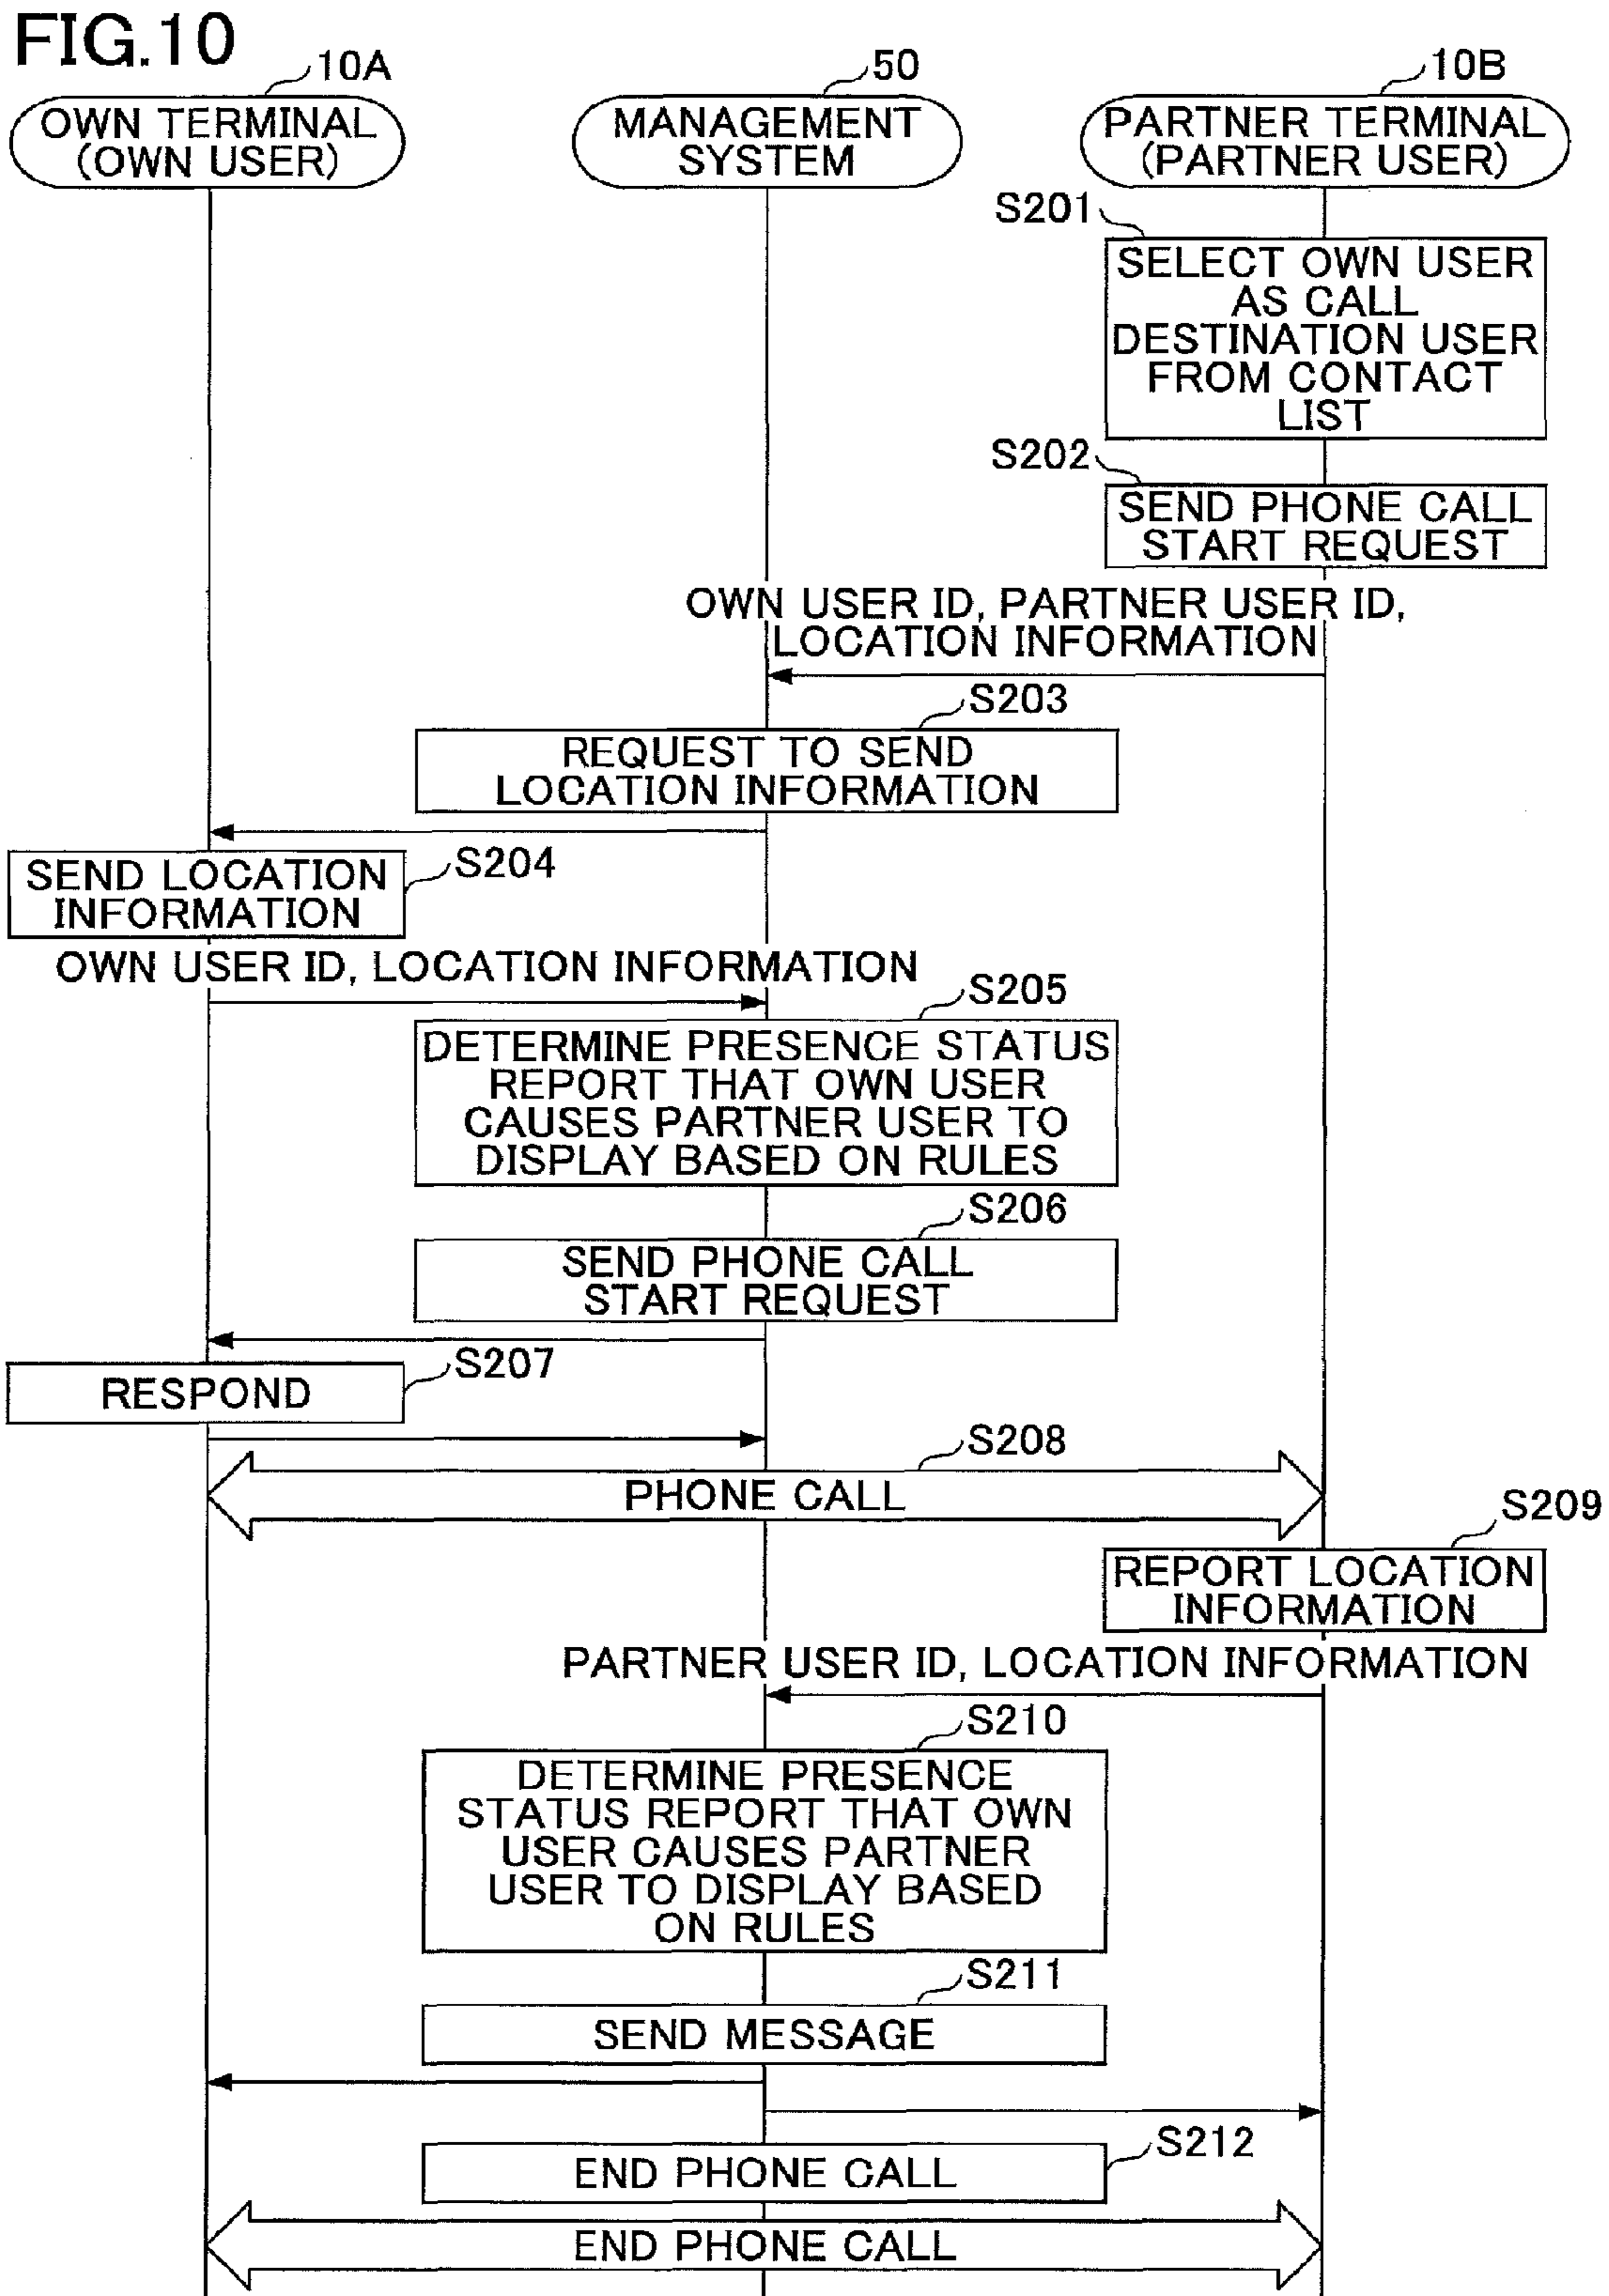 FIG.10
10A
50
10B
OWN TERMINAL
(OWN USER)
MANAGEMENT
SYSTEM
PARTNER TERMINAL
(PARTNER USER)
S201
SELECT OWN USER
AS CALL
DESTINATION USER
FROM CONTACT
LIST
S202
SEND PHONE CALL
START REQUEST
OWN USER ID, PARTNER USER ID,
LOCATION INFORMATION
S203
REQUEST TO SEND
LOCATION INFORMATION
S204
SEND LOCATION
INFORMATION
OWN USER ID, LOCATION INFORMATION
S205
DETERMINE PRESENCE STATUS
REPORT THAT OWN USER
CAUSES PARTNER USER TO
DISPLAY BASED ON RULES
S206
SEND PHONE CALL
START REQUEST
S207
RESPOND
S208
PHONE CALL
S209
REPORT LOCATION
INFORMATION
PARTNER USER ID, LOCATION INFORMATION
S210
DETERMINE PRESENCE
STATUS REPORT THAT OWN
USER CAUSES PARTNER
USER TO DISPLAY BASED
ON RULES
S211
SEND MESSAGE
S212
END PHONE CALL
END PHONE CALL